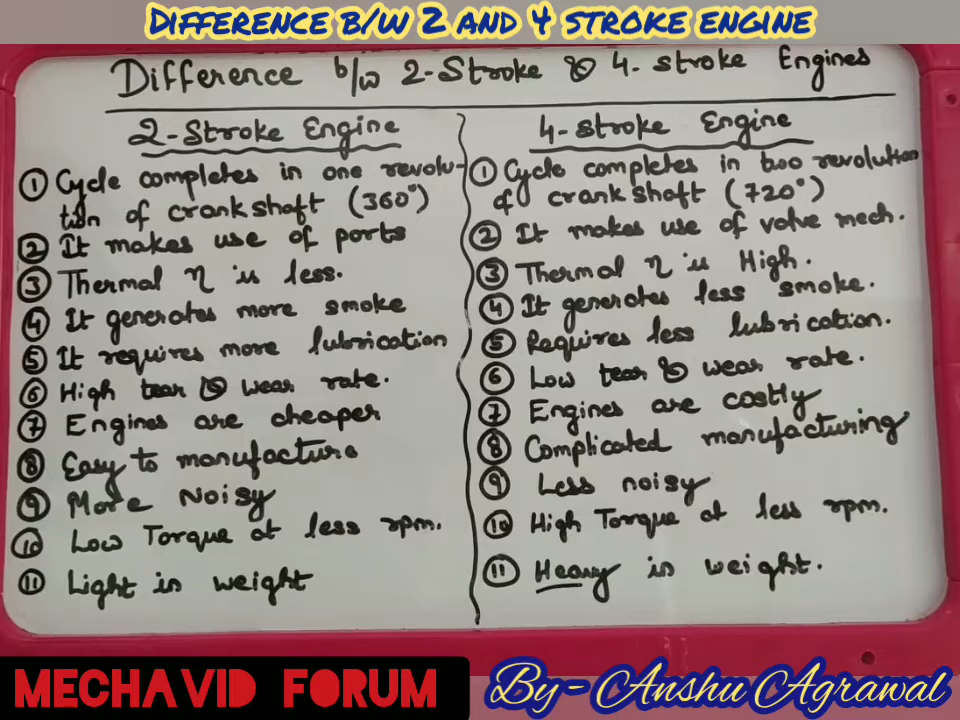 Difference b/w 2 and 4 stroke engine
Difference b/w 2-Stroke & 4-stroke Engines
2-Stroke Engine
① Cycle completes in one revolu-
tion of crankshaft (360°)
② It makes use of ports
③ Thermal η is less.
④ It generates more smoke
⑤ It requires more lubrication
⑥ High tear & wear rate.
⑦ Engines are cheaper
⑧ Easy to manufacture
⑨ More Noisy
⑩ Low Torque at less rpm.
⑪ Light in weight
4-stroke Engine
① Cycle completes in two revolution
of crankshaft (720°)
② It makes use of valve mech.
③ Thermal η is High.
④ It generates less smoke.
⑤ Requires less lubrication.
⑥ Low tear & wear rate.
⑦ Engines are costly
⑧ Complicated manufacturing
⑨ Less noisy
⑩ High Torque at less rpm.
⑪ Heavy in weight.
MECHAVID FORUM
By- Anshu Agrawal